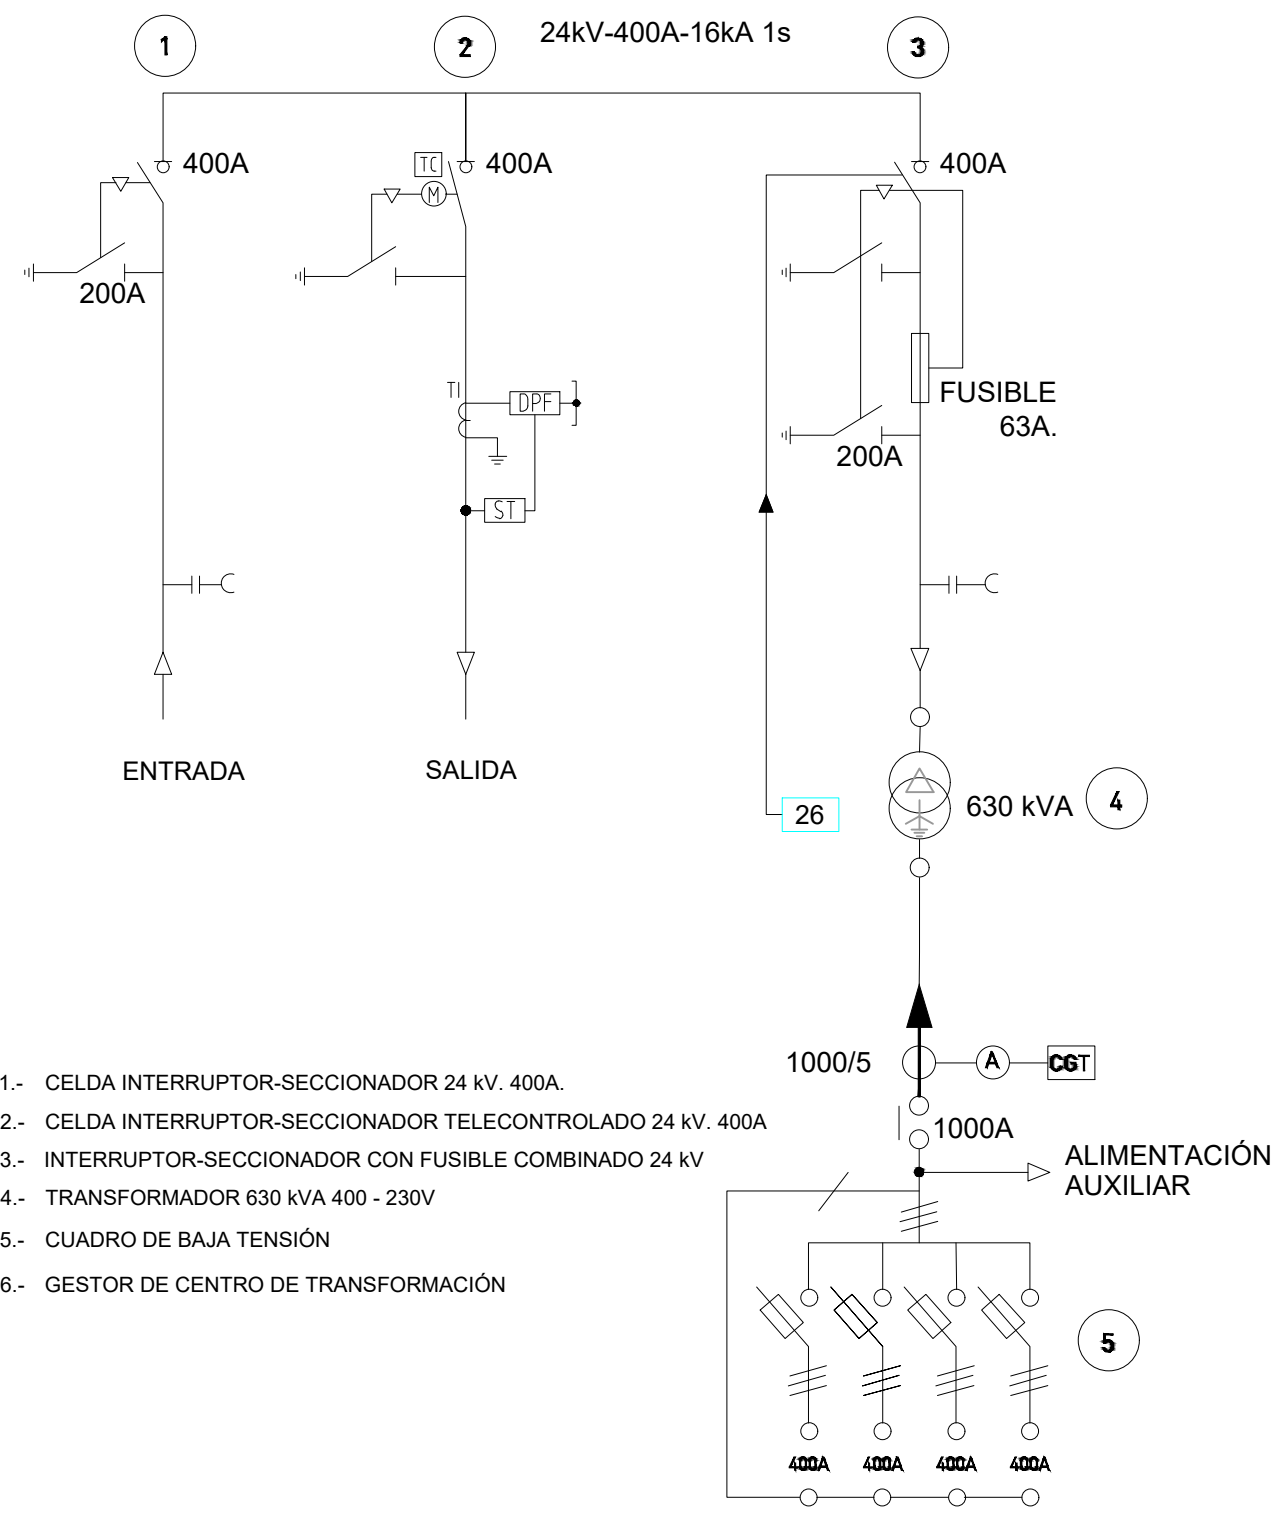 1
2
24kV-400A-16kA 1s
3
400A
TC
400A
400A
M
200A
TI
DPF
FUSIBLE
63A.
200A
ST
ENTRADA
SALIDA
26
630 kVA
4
1000/5
A
CGT
1.- CELDA INTERRUPTOR-SECCIONADOR 24 kV. 400A.
2.- CELDA INTERRUPTOR-SECCIONADOR TELECONTROLADO 24 kV. 400A
1000A
3.- INTERRUPTOR-SECCIONADOR CON FUSIBLE COMBINADO 24 kV
ALIMENTACIÓN
AUXILIAR
4.- TRANSFORMADOR 630 kVA 400 - 230V
5.- CUADRO DE BAJA TENSIÓN
6.- GESTOR DE CENTRO DE TRANSFORMACIÓN
5
400A 400A 400A 400A